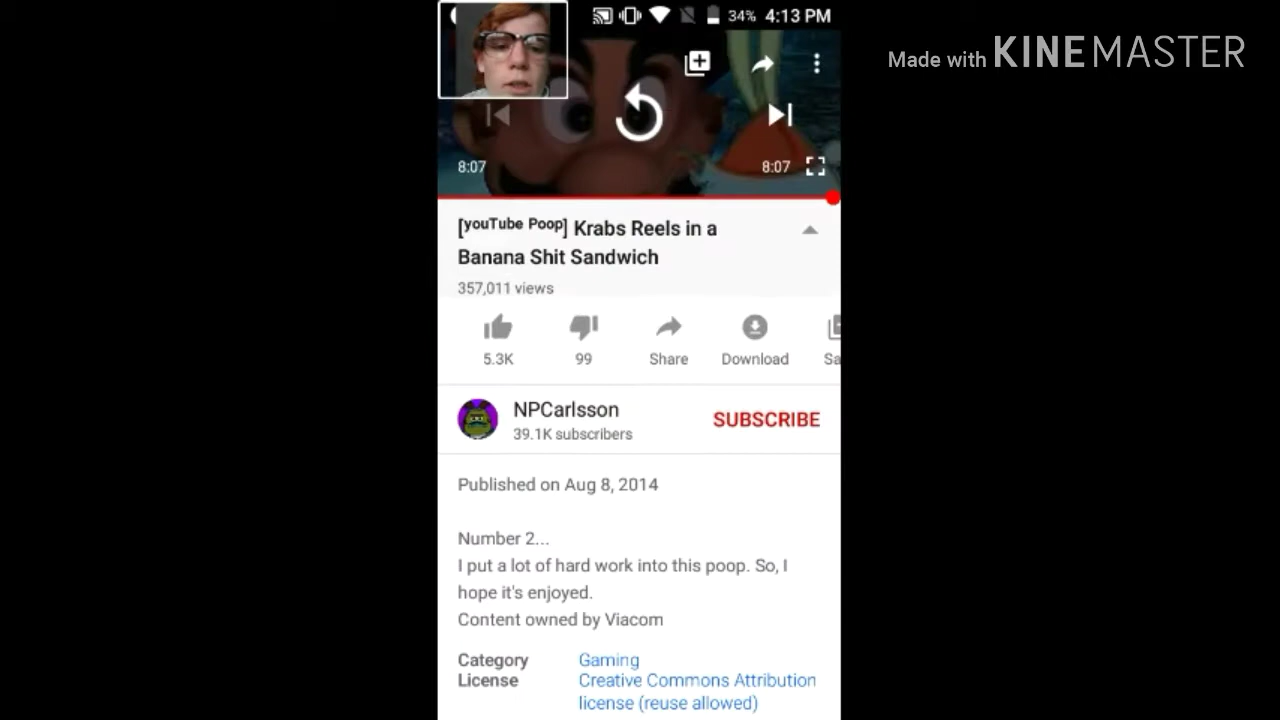 34% 4:13 PM
Made with KINEMASTER
8:07 8:07
[youTube Poop] Krabs Reels in a
Banana Shit Sandwich
357,011 views
5.3K 99 Share Download Sa
NPCarlsson SUBSCRIBE
39.1K subscribers
Published on Aug 8, 2014
Number 2...
I put a lot of hard work into this poop. So, I
hope it's enjoyed.
Content owned by Viacom
Category Gaming
License Creative Commons Attribution
license (reuse allowed)